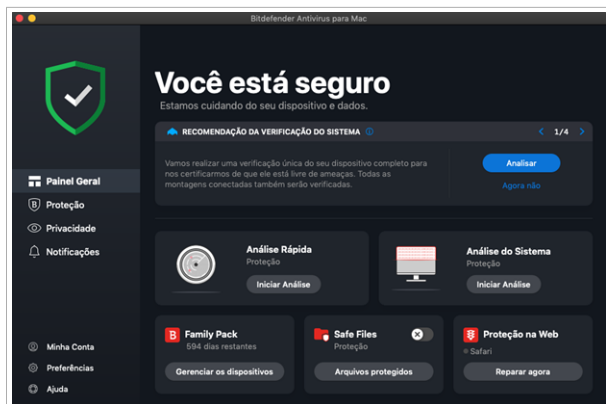 Bitdefender Antivirus para Mac
Você está seguro
Estamos cuidando do seu dispositivo e dados.
RECOMENDAÇÃO DA VERIFICAÇÃO DO SISTEMA
1/4
Vamos realizar uma verificação única do seu dispositivo completo para
nos certificarmos de que ele está livre de ameaças. Todas as
montagens conectadas também serão verificadas.
Analisar
Agora não
Painel Geral
Proteção
Privacidade
Notificações
Análise Rápida
Proteção
Iniciar Análise
Análise do Sistema
Proteção
Iniciar Análise
B Family Pack
594 dias restantes
Gerenciar os dispositivos
Safe Files
Proteção
Arquivos protegidos
Proteção na Web
Safari
Reparar agora
Minha Conta
Preferências
Ajuda